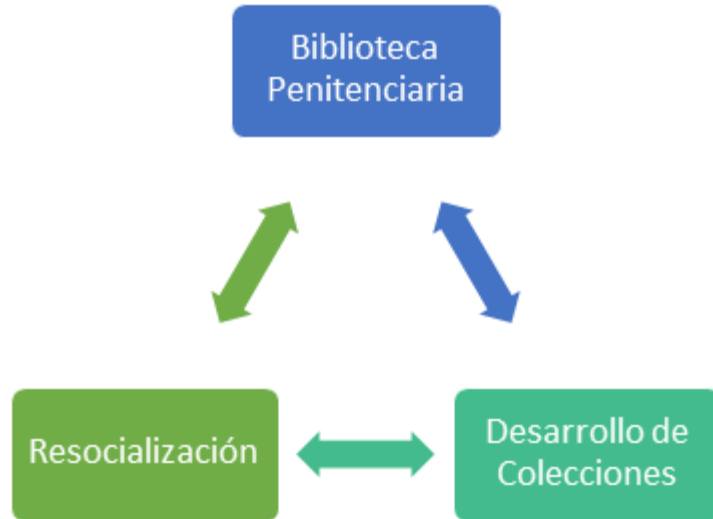 Biblioteca
Penitenciaria
Resocialización
Desarrollo de
Colecciones